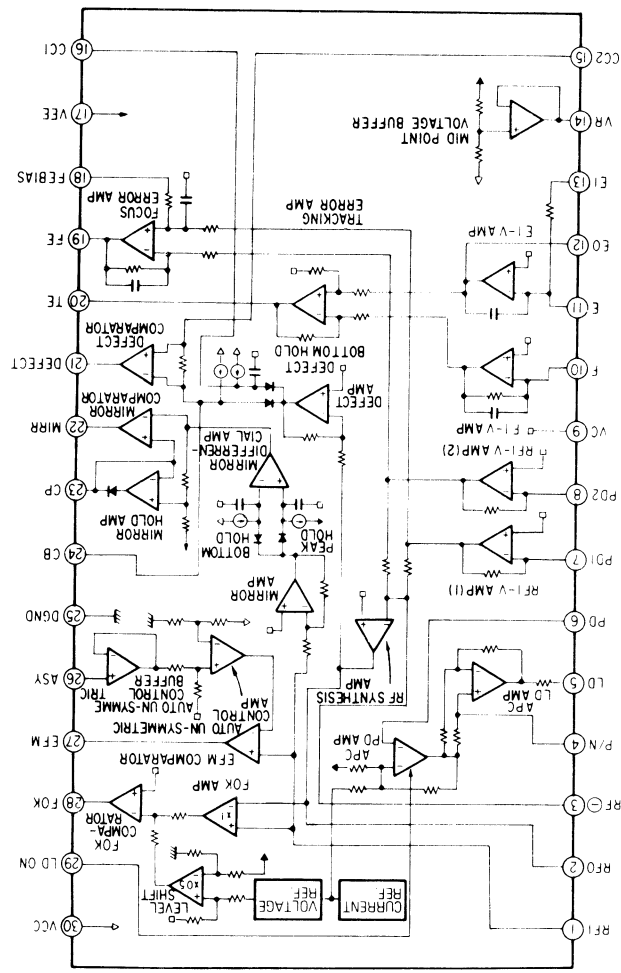 1 RFI
2 RFO
3 RF⊖
4 P/N
5 LD
6 PD
7 PD1
8 PD2
9 VC
10 F
11 E
12 EO
13 EI
14 VR
15 CC2
30 VCC
29 LD ON
28 FOK
27 EFM
26 ASY
25 DGND
24 CB
23 CP
22 MIRR
21 DEFECT
20 TE
19 FE
18 FEBIAS
17 VEE
16 CC1
CURRENT
REF.
VOLTAGE
REF.
LEVEL
SHIFT
×0.5
FOK
COMPA-
RATOR
×1
FOK AMP
APC
PD AMP
APC
LD AMP
EFM COMPARATOR
AUTO UN-SYMMETRIC
CONTROL
AMP
AUTO UN-SYMME
TRIC
CONTROL
BUFFER
RF SYNTHESIS
AMP
RFI-V AMP(1)
RFI-V AMP(2)
MIRROR
AMP
PEAK
HOLD
BOTTOM
HOLD
MIRROR
HOLD AMP
MIRROR
DIFFERREN-
CIAL AMP
MIRROR
COMPARATOR
FI-V AMP
DEFECT
AMP
DEFECT
BOTTOM HOLD
DEFECT
COMPARATOR
EI-V AMP
TRACKING
ERROR AMP
FOCUS
ERROR AMP
MID POINT
VOLTAGE BUFFER